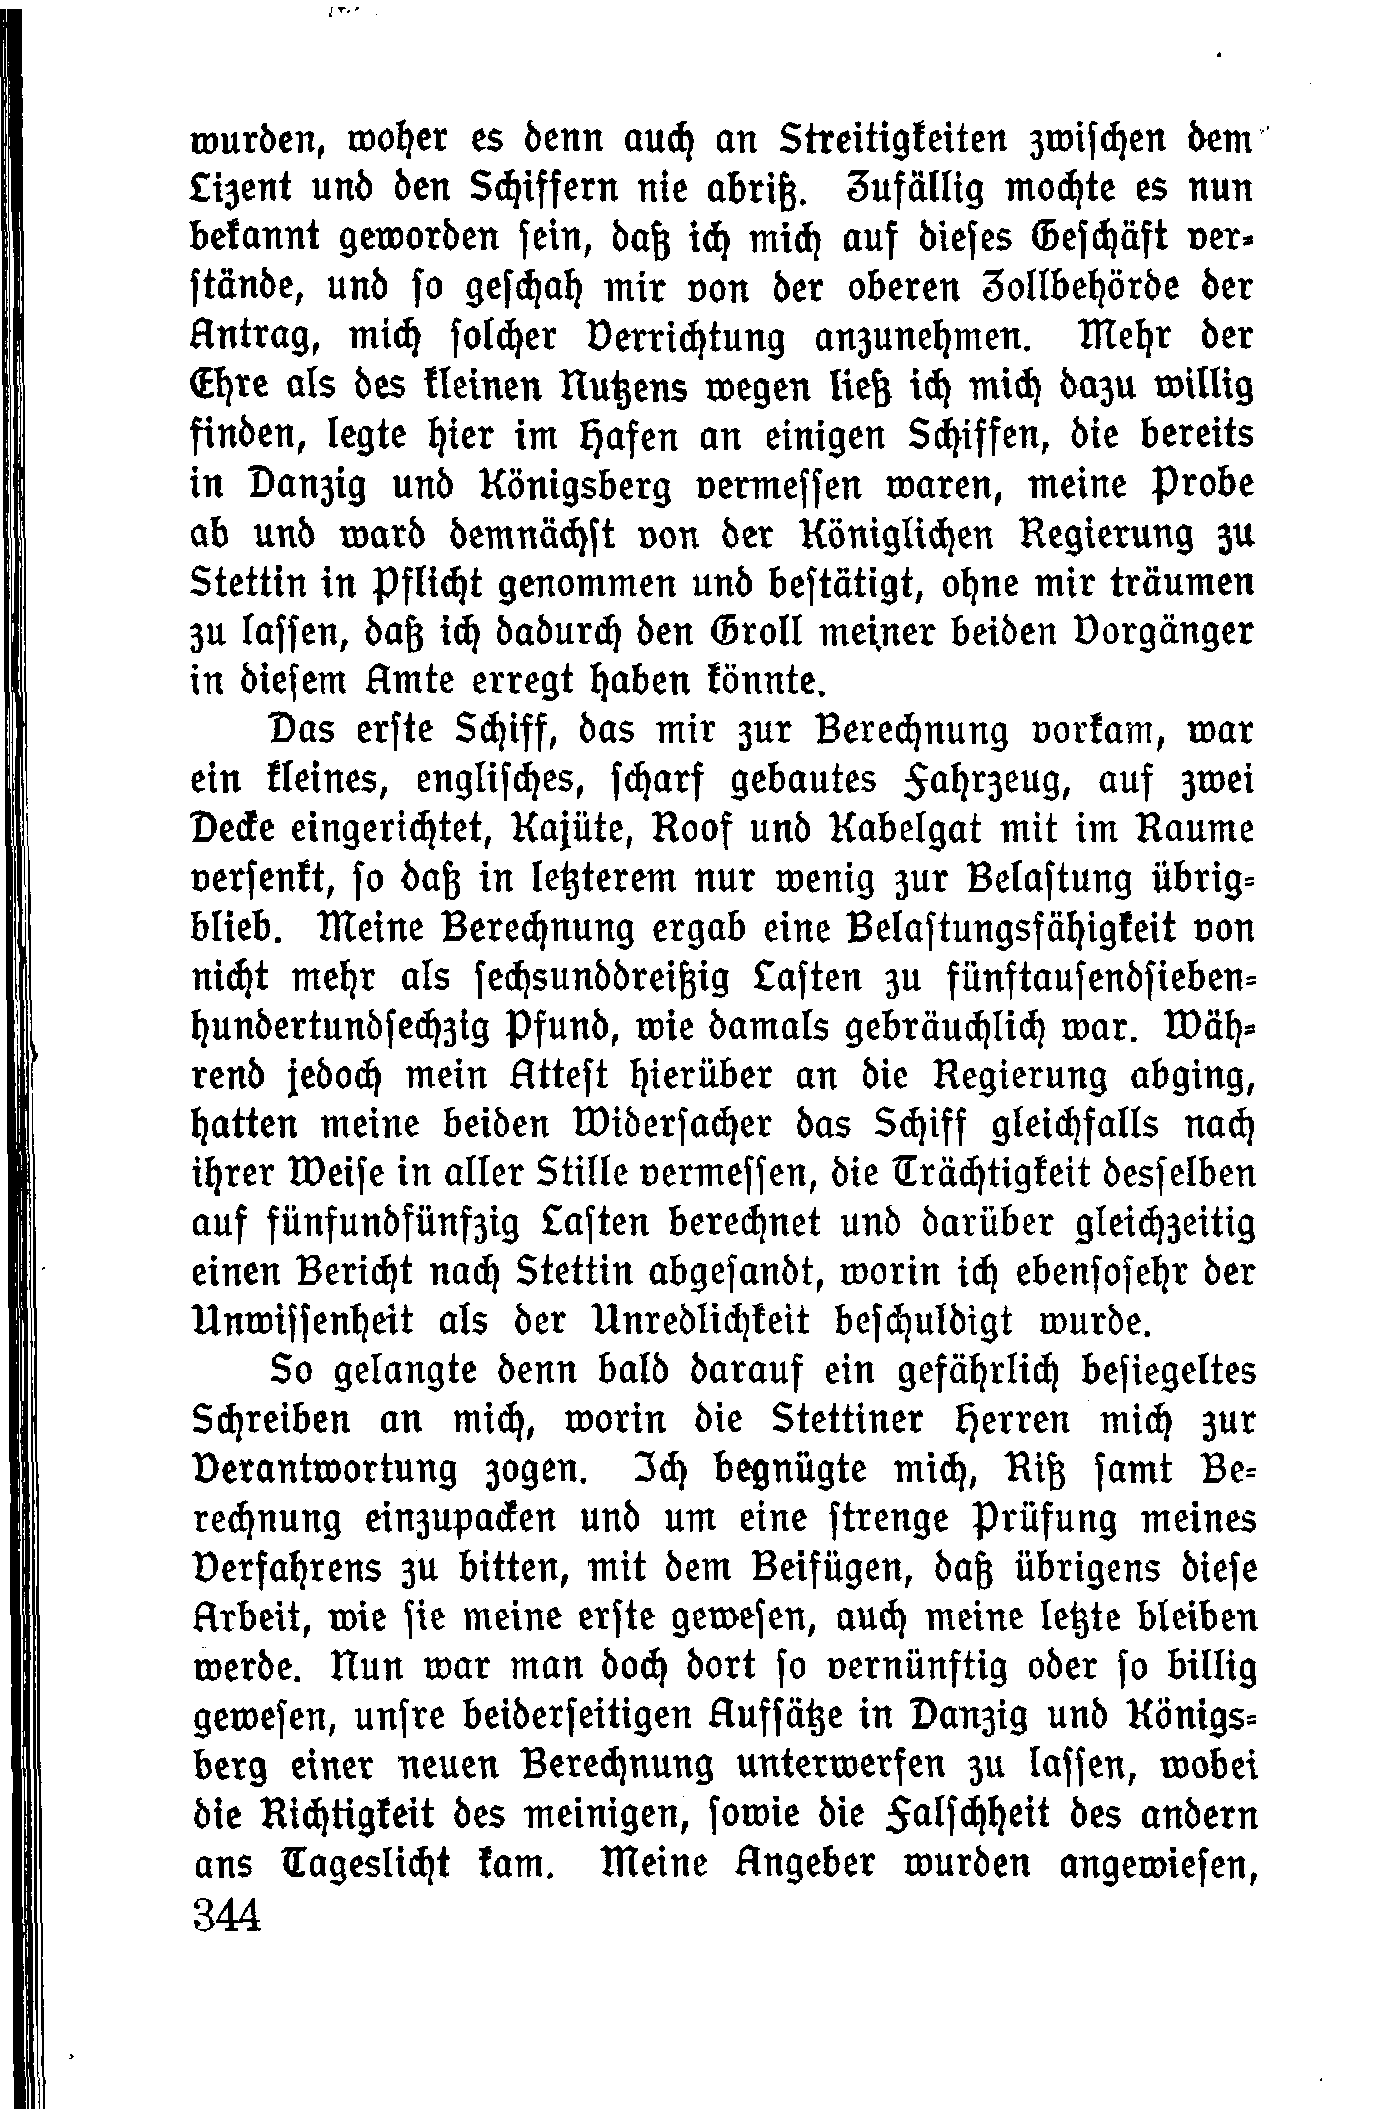 wurden, woher es denn auch an Streitigkeiten zwischen dem
Lizent und den Schiffern nie abriß. Zufällig mochte es nun
bekannt geworden sein, daß ich mich auf dieses Geschäft ver-
stände, und so geschah mir von der oberen Zollbehörde der
Antrag, mich solcher Verrichtung anzunehmen. Mehr der
Ehre als des kleinen Nutzens wegen ließ ich mich dazu willig
finden, legte hier im Hafen an einigen Schiffen, die bereits
in Danzig und Königsberg vermessen waren, meine Probe
ab und ward demnächst von der Königlichen Regierung zu
Stettin in Pflicht genommen und bestätigt, ohne mir träumen
zu lassen, daß ich dadurch den Groll meiner beiden Vorgänger
in diesem Amte erregt haben könnte.
Das erste Schiff, das mir zur Berechnung vorkam, war
ein kleines, englisches, scharf gebautes Fahrzeug, auf zwei
Decke eingerichtet, Kajüte, Roof und Kabelgat mit im Raume
versenkt, so daß in letzterem nur wenig zur Belastung übrig-
blieb. Meine Berechnung ergab eine Belastungsfähigkeit von
nicht mehr als sechsunddreißig Lasten zu fünftausendsieben-
hundertundsechzig Pfund, wie damals gebräuchlich war. Wäh-
rend jedoch mein Attest hierüber an die Regierung abging,
hatten meine beiden Widersacher das Schiff gleichfalls nach
ihrer Weise in aller Stille vermessen, die Trächtigkeit desselben
auf fünfundfünfzig Lasten berechnet und darüber gleichzeitig
einen Bericht nach Stettin abgesandt, worin ich ebensosehr der
Unwissenheit als der Unredlichkeit beschuldigt wurde.
So gelangte denn bald darauf ein gefährlich besiegeltes
Schreiben an mich, worin die Stettiner Herren mich zur
Verantwortung zogen. Ich begnügte mich, Riß samt Be-
rechnung einzupacken und um eine strenge Prüfung meines
Verfahrens zu bitten, mit dem Beifügen, daß übrigens diese
Arbeit, wie sie meine erste gewesen, auch meine letzte bleiben
werde. Nun war man doch dort so vernünftig oder so billig
gewesen, unsre beiderseitigen Aufsätze in Danzig und Königs-
berg einer neuen Berechnung unterwerfen zu lassen, wobei
die Richtigkeit des meinigen, sowie die Falschheit des andern
ans Tageslicht kam. Meine Angeber wurden angewiesen,
344